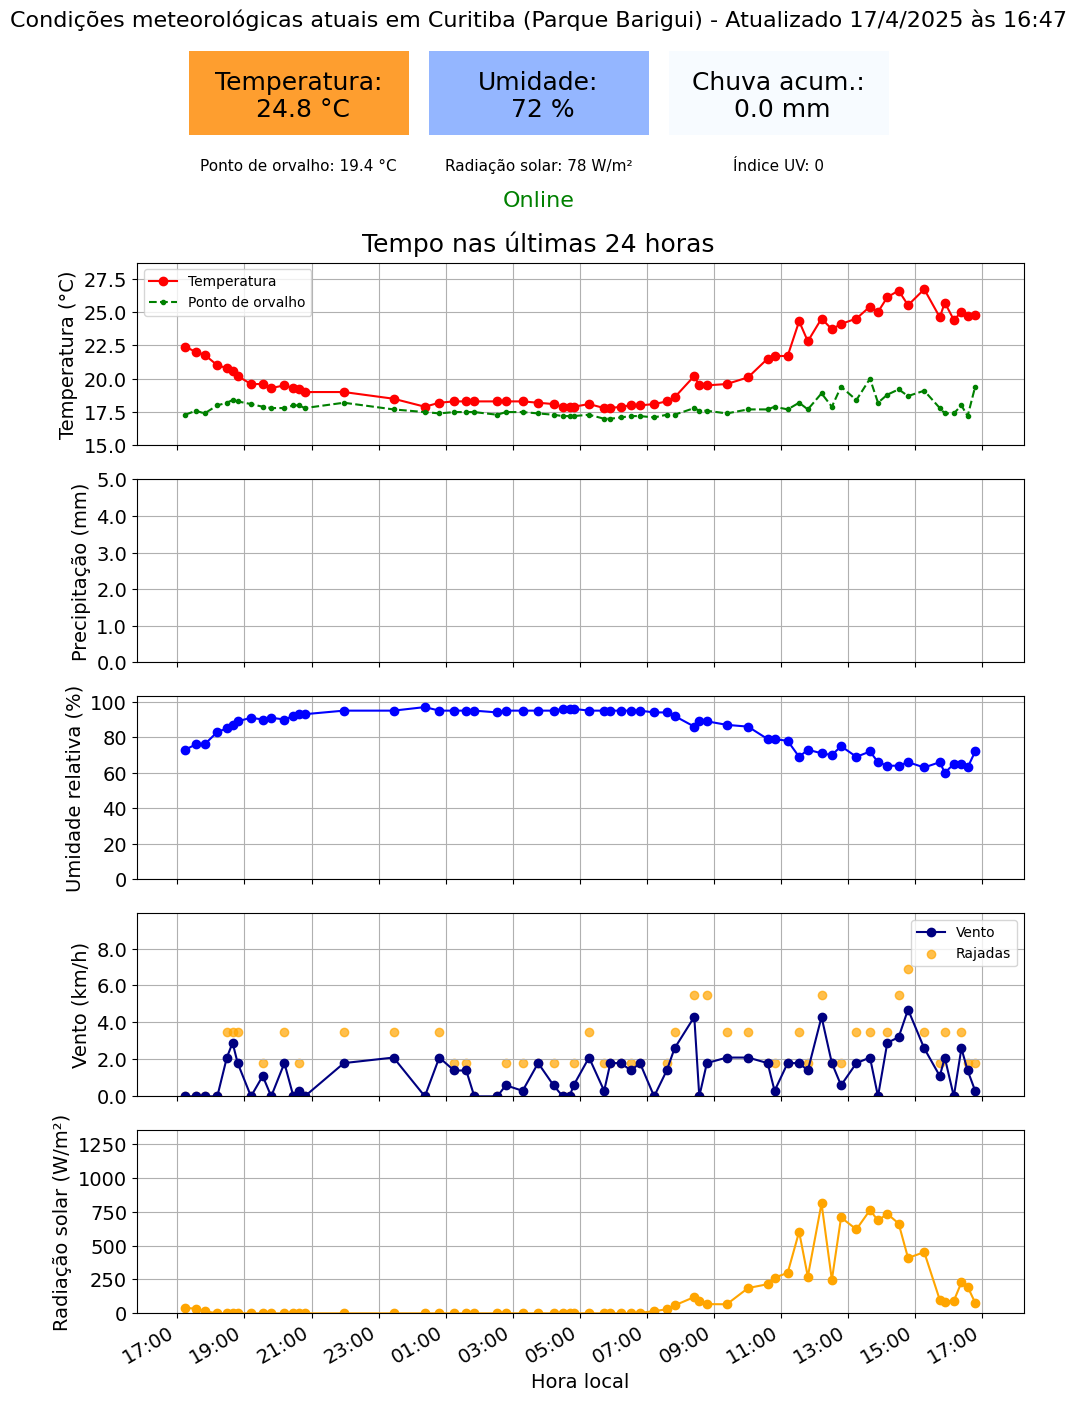 Condições meteorológicas atuais em Curitiba (Parque Barigui) - Atualizado 17/4/2025 às 16:47
Temperatura:
24.8 °C
Umidade:
72 %
Chuva acum.:
0.0 mm
Ponto de orvalho: 19.4 °C
Radiação solar: 78 W/m²
Índice UV: 0
Online
Tempo nas últimas 24 horas
Temperatura (°C)
27.5
25.0
22.5
20.0
17.5
15.0
Temperatura
Ponto de orvalho
Precipitação (mm)
5.0
4.0
3.0
2.0
1.0
0.0
Umidade relativa (%)
100
80
60
40
20
0
Vento (km/h)
8.0
6.0
4.0
2.0
0.0
Vento
Rajadas
Radiação solar (W/m²)
1250
1000
750
500
250
0
17:00
19:00
21:00
23:00
01:00
03:00
05:00
07:00
09:00
11:00
13:00
15:00
17:00
Hora local